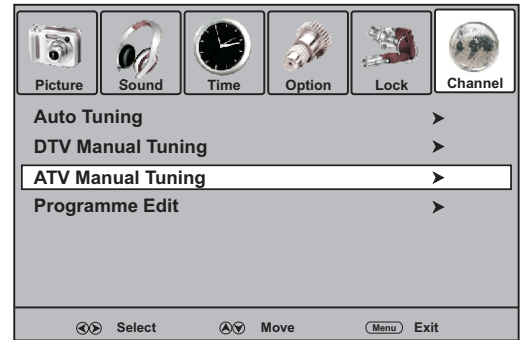 Picture Sound Time Option Lock Channel
Auto Tuning
DTV Manual Tuning
ATV Manual Tuning
Programme Edit
Select Move Menu Exit